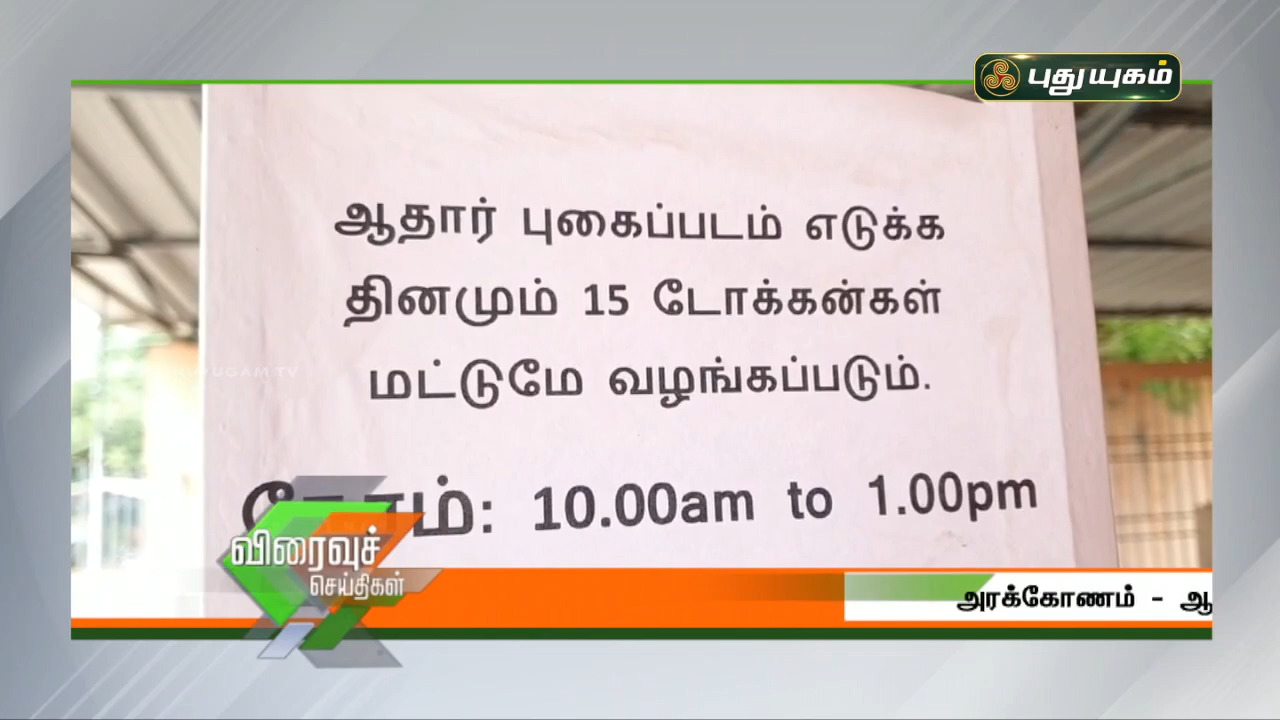 புதுயுகம்
ஆதார் புகைப்படம் எடுக்க
தினமும் 15 டோக்கன்கள்
மட்டுமே வழங்கப்படும்.
10.00am to 1.00pm
விரைவுச்
செய்திகள்
அரக்கோணம் -